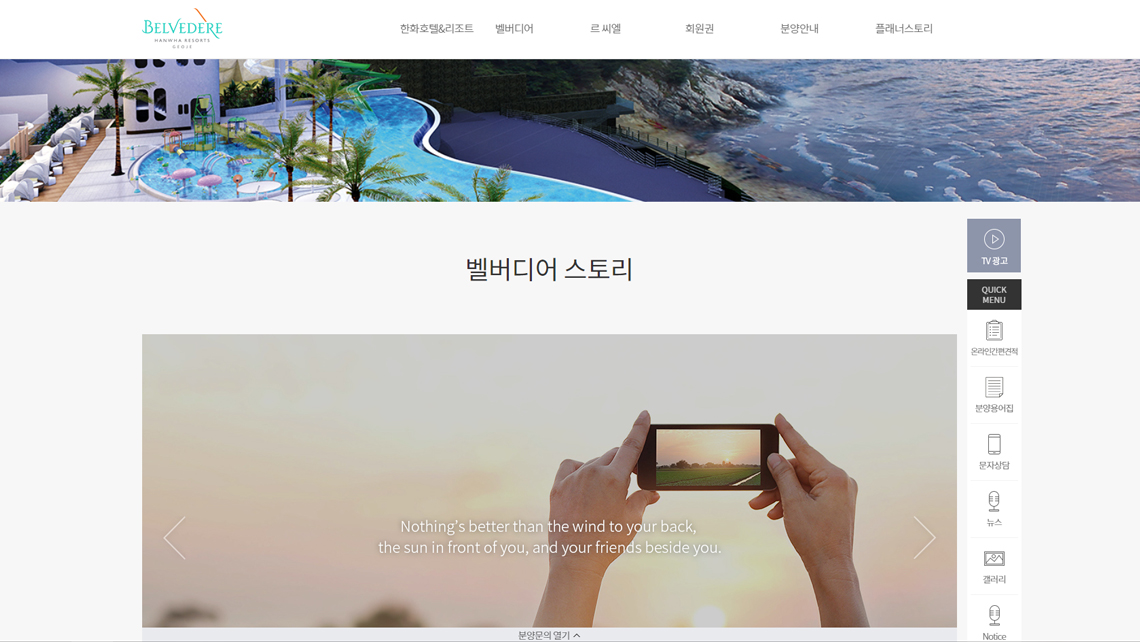 BELVEDERE
HANWHA RESORTS
GEOJE
한화호텔&리조트
벨버디어
르 씨엘
회원권
분양안내
플래너스토리
벨버디어 스토리
TV 광고
QUICK
MENU
온라인간편견적
분양용어집
문자상담
뉴스
갤러리
Notice
Nothing's better than the wind to your back,
the sun in front of you, and your friends beside you.
분양문의 열기